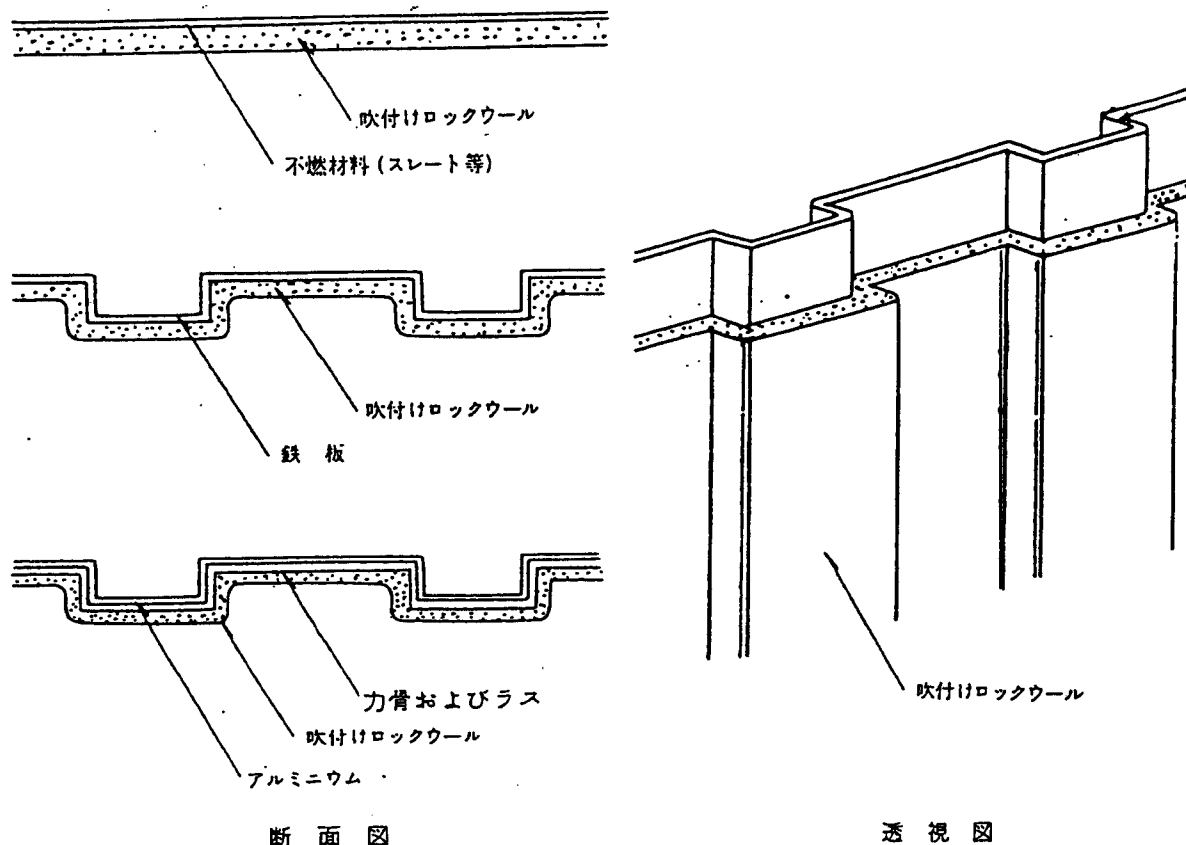 吹付けロックウール
不燃材料(スレート等)
吹付けロックウール
鉄板
力骨およびラス
吹付けロックウール
アルミニウム
断面図
吹付けロックウール
透視図